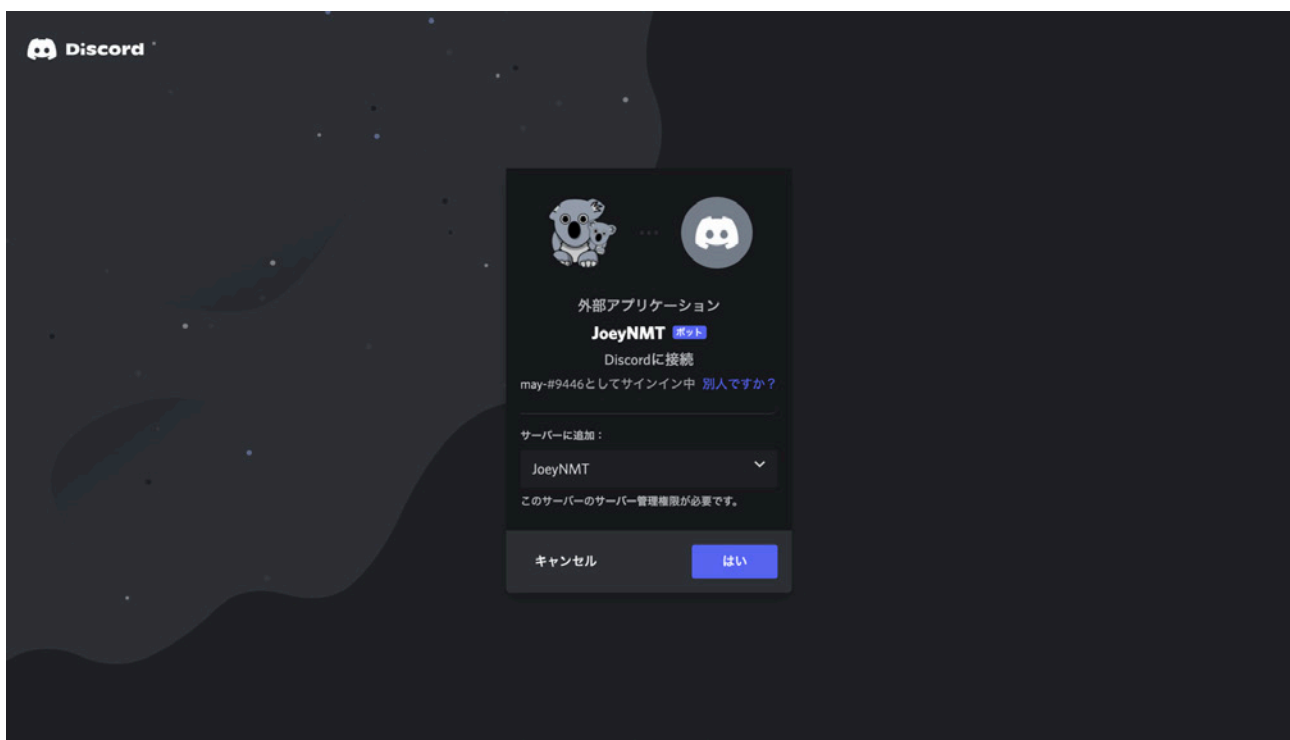 Discord
外部アプリケーション
JoeyNMT ボット
Discordに接続
may-#9446としてサインイン中 別人ですか？
サーバーに追加：
JoeyNMT
このサーバーのサーバー管理権限が必要です。
キャンセル はい